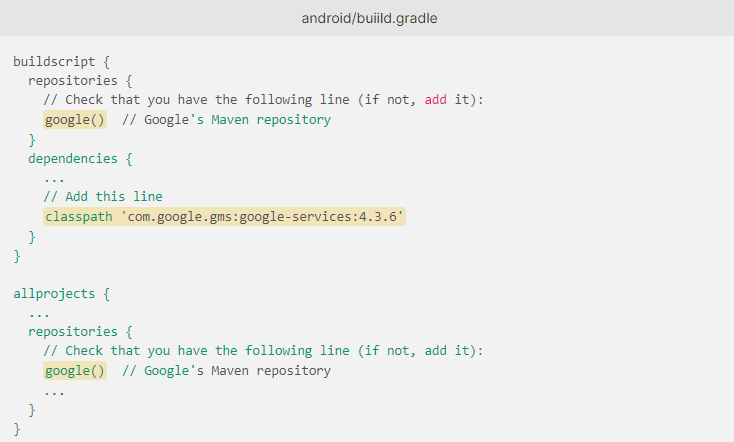 android/buiild.gradle
buildscript {
repositories {
// Check that you have the following line (if not, add it):
google() // Google's Maven repository
}
dependencies {
...
// Add this line
classpath 'com.google.gms:google-services:4.3.6'
}
}
allprojects {
...
repositories {
// Check that you have the following line (if not, add it):
google() // Google's Maven repository
...
}
}